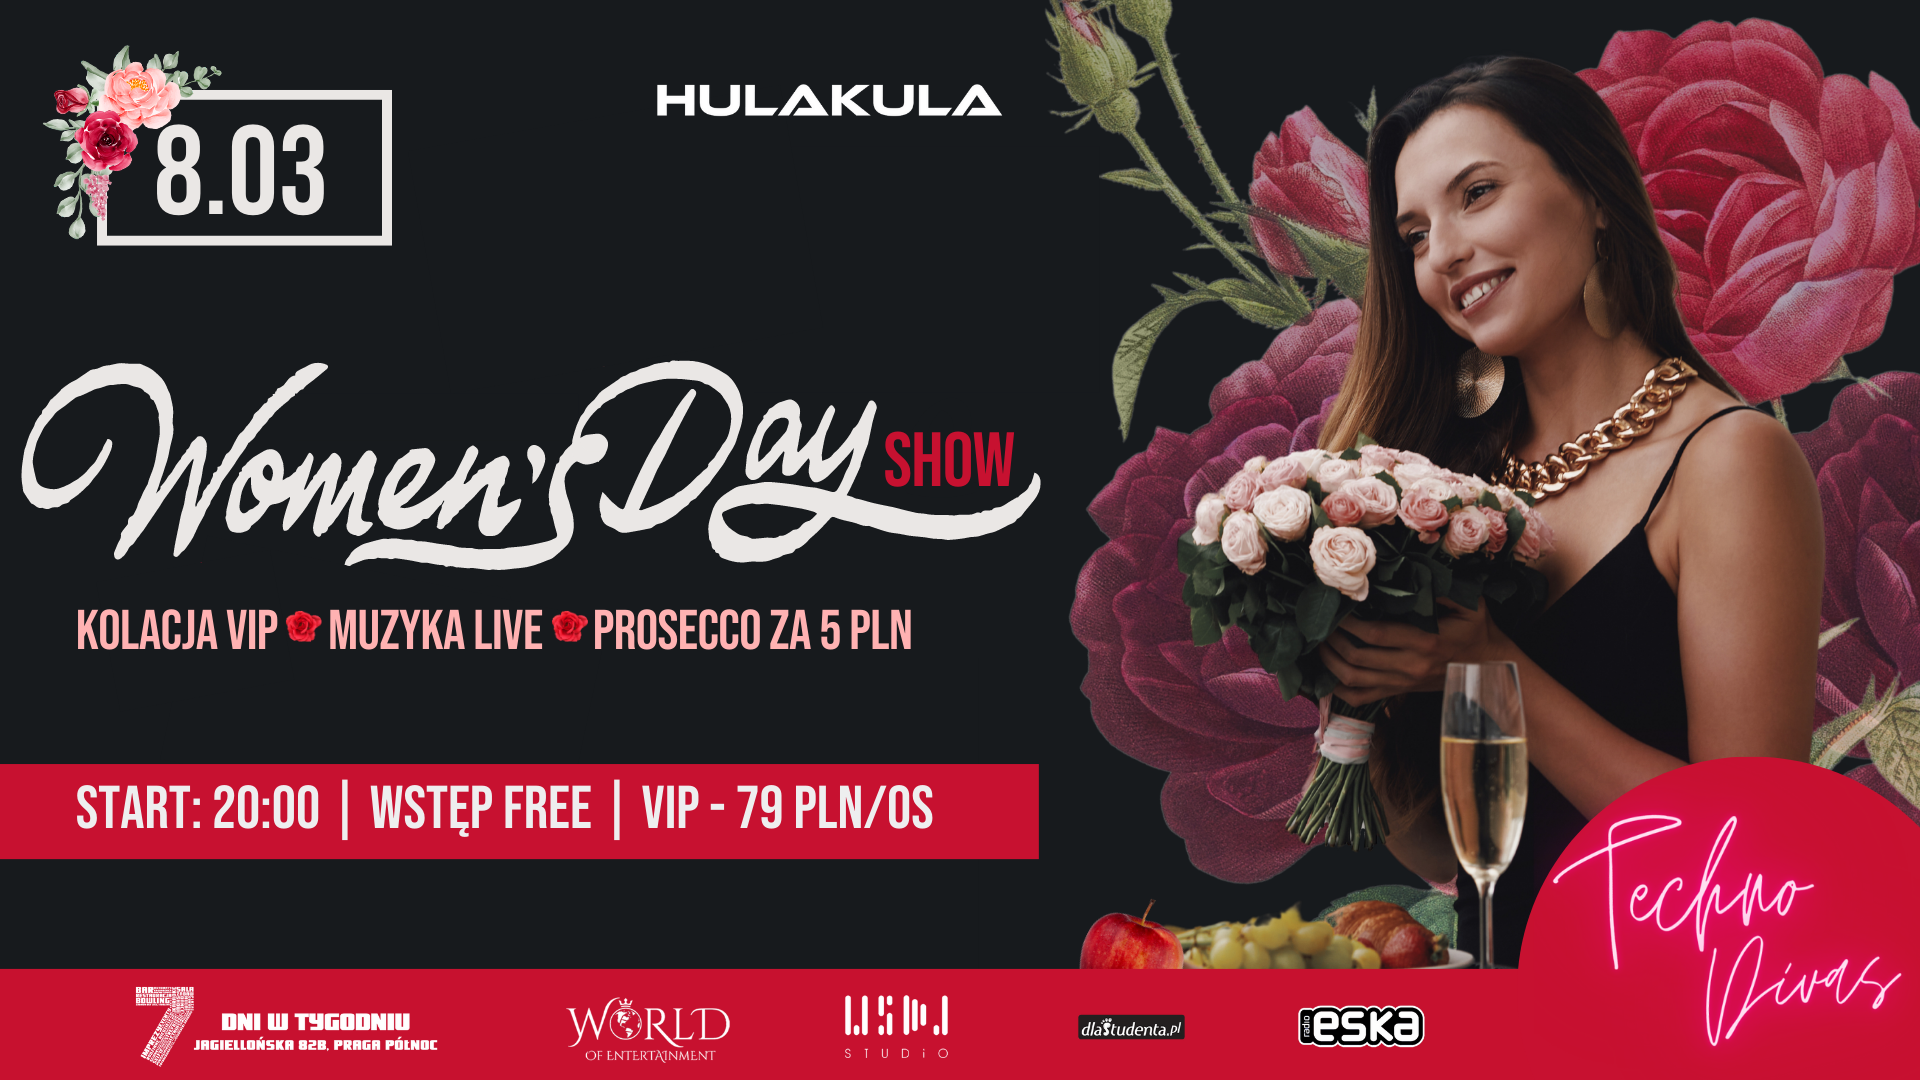 8.03
HULAKULA
Women's Day SHOW
KOLACJA VIP MUZYKA LIVE PROSECCO ZA 5 PLN
START: 20:00 | WSTĘP FREE | VIP - 79 PLN/OS
Techno
Divas
7 DNI W TYGODNIU
JAGIELLOŃSKA 82B, PRAGA PÓŁNOC
WORLD
OF ENTERTAINMENT
STUDiO
dlaStudenta.pl
radio ESKA